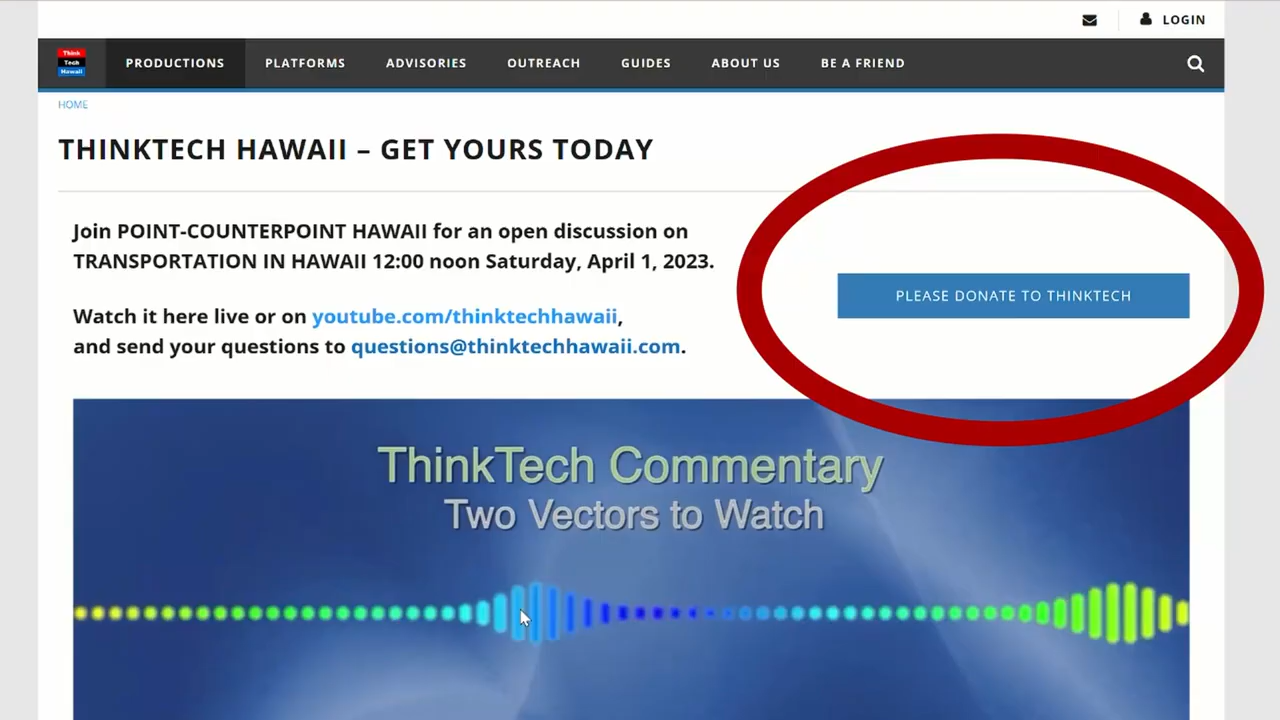 LOGIN
Think
Tech
Hawaii
PRODUCTIONS PLATFORMS ADVISORIES OUTREACH GUIDES ABOUT US BE A FRIEND
HOME
THINKTECH HAWAII – GET YOURS TODAY
Join POINT-COUNTERPOINT HAWAII for an open discussion on
TRANSPORTATION IN HAWAII 12:00 noon Saturday, April 1, 2023.
Watch it here live or on youtube.com/thinktechhawaii,
and send your questions to questions@thinktechhawaii.com.
PLEASE DONATE TO THINKTECH
ThinkTech Commentary
Two Vectors to Watch